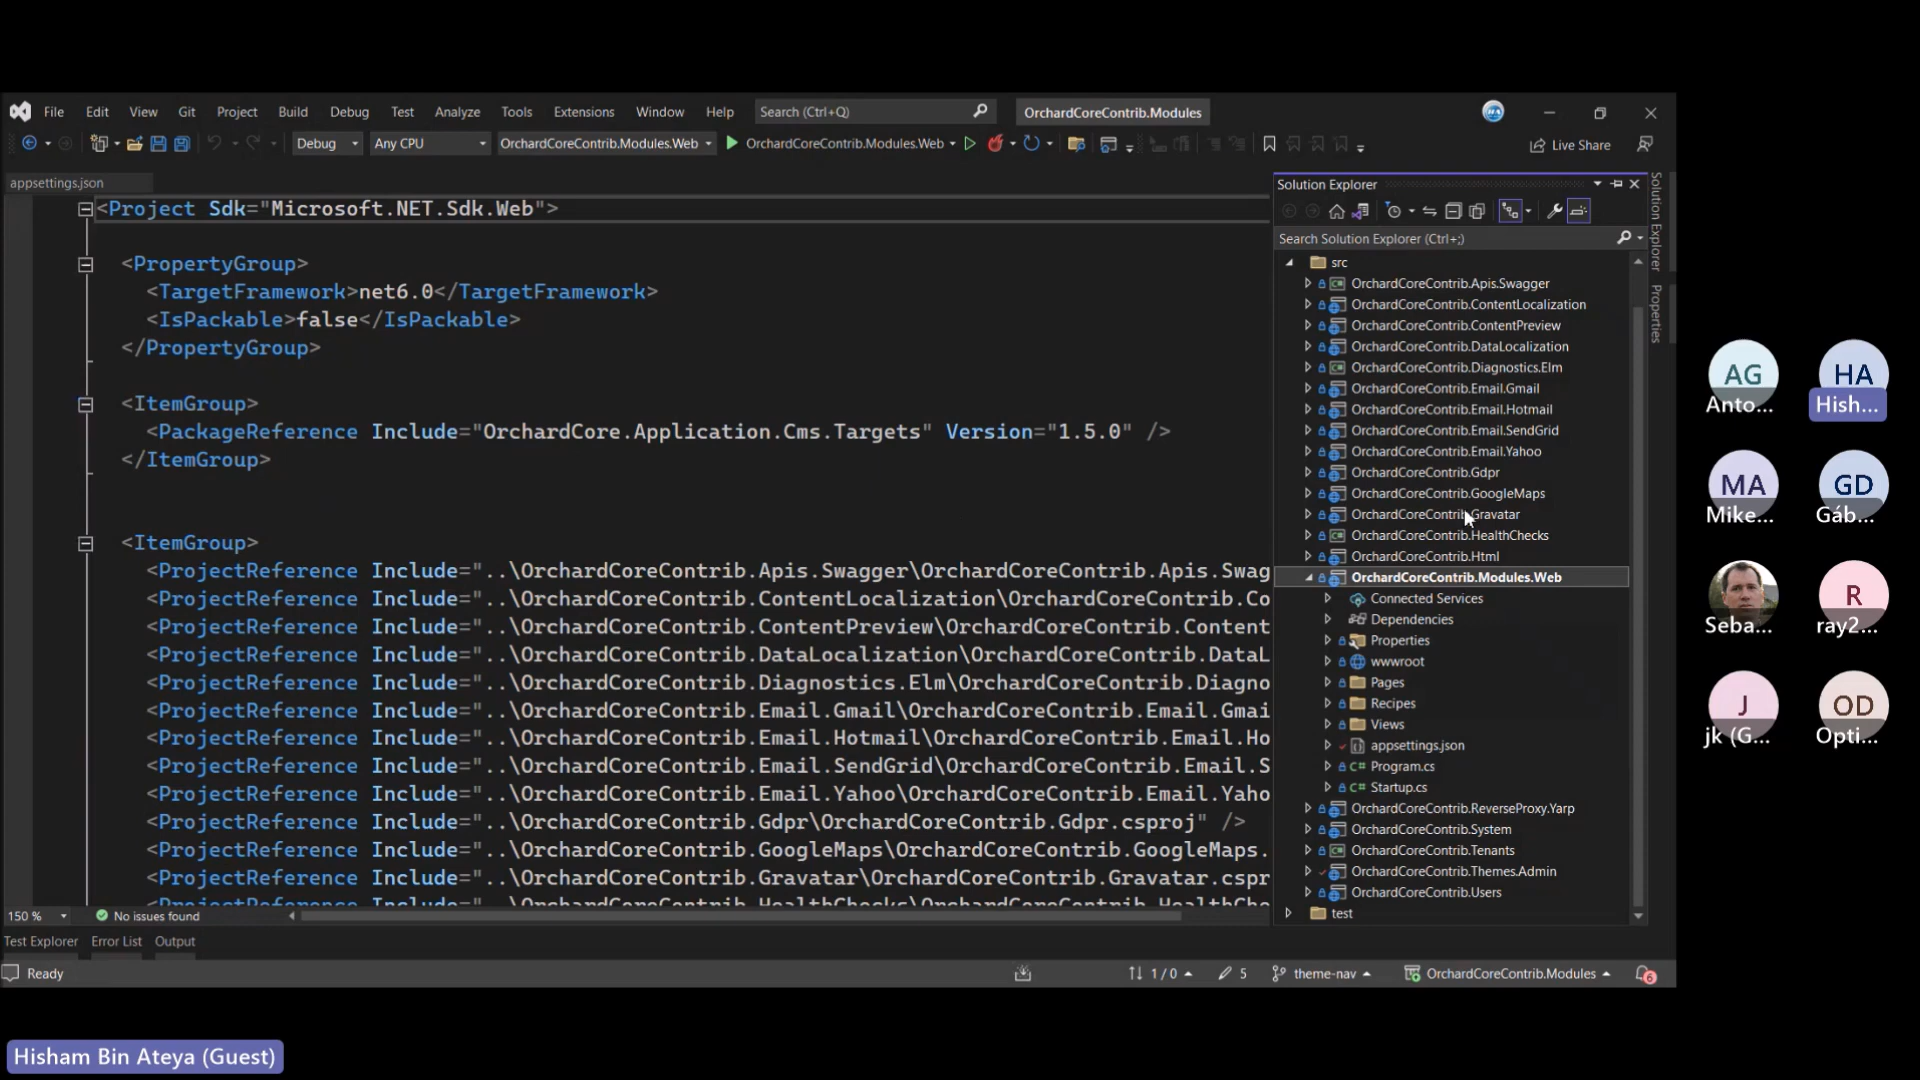 File Edit View Git Project Build Debug Test Analyze Tools Extensions Window Help Search (Ctrl+Q) OrchardCoreContrib.Modules
Debug Any CPU OrchardCoreContrib.Modules.Web OrchardCoreContrib.Modules.Web Live Share
appsettings.json
<Project Sdk="Microsoft.NET.Sdk.Web">
<PropertyGroup>
<TargetFramework>net6.0</TargetFramework>
<IsPackable>false</IsPackable>
</PropertyGroup>
<ItemGroup>
<PackageReference Include="OrchardCore.Application.Cms.Targets" Version="1.5.0" />
</ItemGroup>
<ItemGroup>
<ProjectReference Include="..\OrchardCoreContrib.Apis.Swagger\OrchardCoreContrib.Apis.Swag
<ProjectReference Include="..\OrchardCoreContrib.ContentLocalization\OrchardCoreContrib.Co
<ProjectReference Include="..\OrchardCoreContrib.ContentPreview\OrchardCoreContrib.Content
<ProjectReference Include="..\OrchardCoreContrib.DataLocalization\OrchardCoreContrib.DataL
<ProjectReference Include="..\OrchardCoreContrib.Diagnostics.Elm\OrchardCoreContrib.Diagno
<ProjectReference Include="..\OrchardCoreContrib.Email.Gmail\OrchardCoreContrib.Email.Gmai
<ProjectReference Include="..\OrchardCoreContrib.Email.Hotmail\OrchardCoreContrib.Email.Ho
<ProjectReference Include="..\OrchardCoreContrib.Email.SendGrid\OrchardCoreContrib.Email.S
<ProjectReference Include="..\OrchardCoreContrib.Email.Yahoo\OrchardCoreContrib.Email.Yaho
<ProjectReference Include="..\OrchardCoreContrib.Gdpr\OrchardCoreContrib.Gdpr.csproj" />
<ProjectReference Include="..\OrchardCoreContrib.GoogleMaps\OrchardCoreContrib.GoogleMaps.
<ProjectReference Include="..\OrchardCoreContrib.Gravatar\OrchardCoreContrib.Gravatar.cspr
<ProjectReference Include="..\OrchardCoreContrib.HealthChecks\OrchardCoreContrib.HealthChe
150 % No issues found
Test Explorer Error List Output
Ready 1 / 0 5 theme-nav OrchardCoreContrib.Modules 6
Solution Explorer
Search Solution Explorer (Ctrl+;)
src
OrchardCoreContrib.Apis.Swagger
OrchardCoreContrib.ContentLocalization
OrchardCoreContrib.ContentPreview
OrchardCoreContrib.DataLocalization
OrchardCoreContrib.Diagnostics.Elm
OrchardCoreContrib.Email.Gmail
OrchardCoreContrib.Email.Hotmail
OrchardCoreContrib.Email.SendGrid
OrchardCoreContrib.Email.Yahoo
OrchardCoreContrib.Gdpr
OrchardCoreContrib.GoogleMaps
OrchardCoreContrib.Gravatar
OrchardCoreContrib.HealthChecks
OrchardCoreContrib.Html
OrchardCoreContrib.Modules.Web
Connected Services
Dependencies
Properties
wwwroot
Pages
Recipes
Views
appsettings.json
C# Program.cs
C# Startup.cs
OrchardCoreContrib.ReverseProxy.Yarp
OrchardCoreContrib.System
OrchardCoreContrib.Tenants
OrchardCoreContrib.Themes.Admin
OrchardCoreContrib.Users
test
Solution Explorer
Properties
AG HA
Anto... Hish...
MA GD
Mike... Gáb...
R
Seba... ray2...
J OD
jk (G... Opti...
Hisham Bin Ateya (Guest)